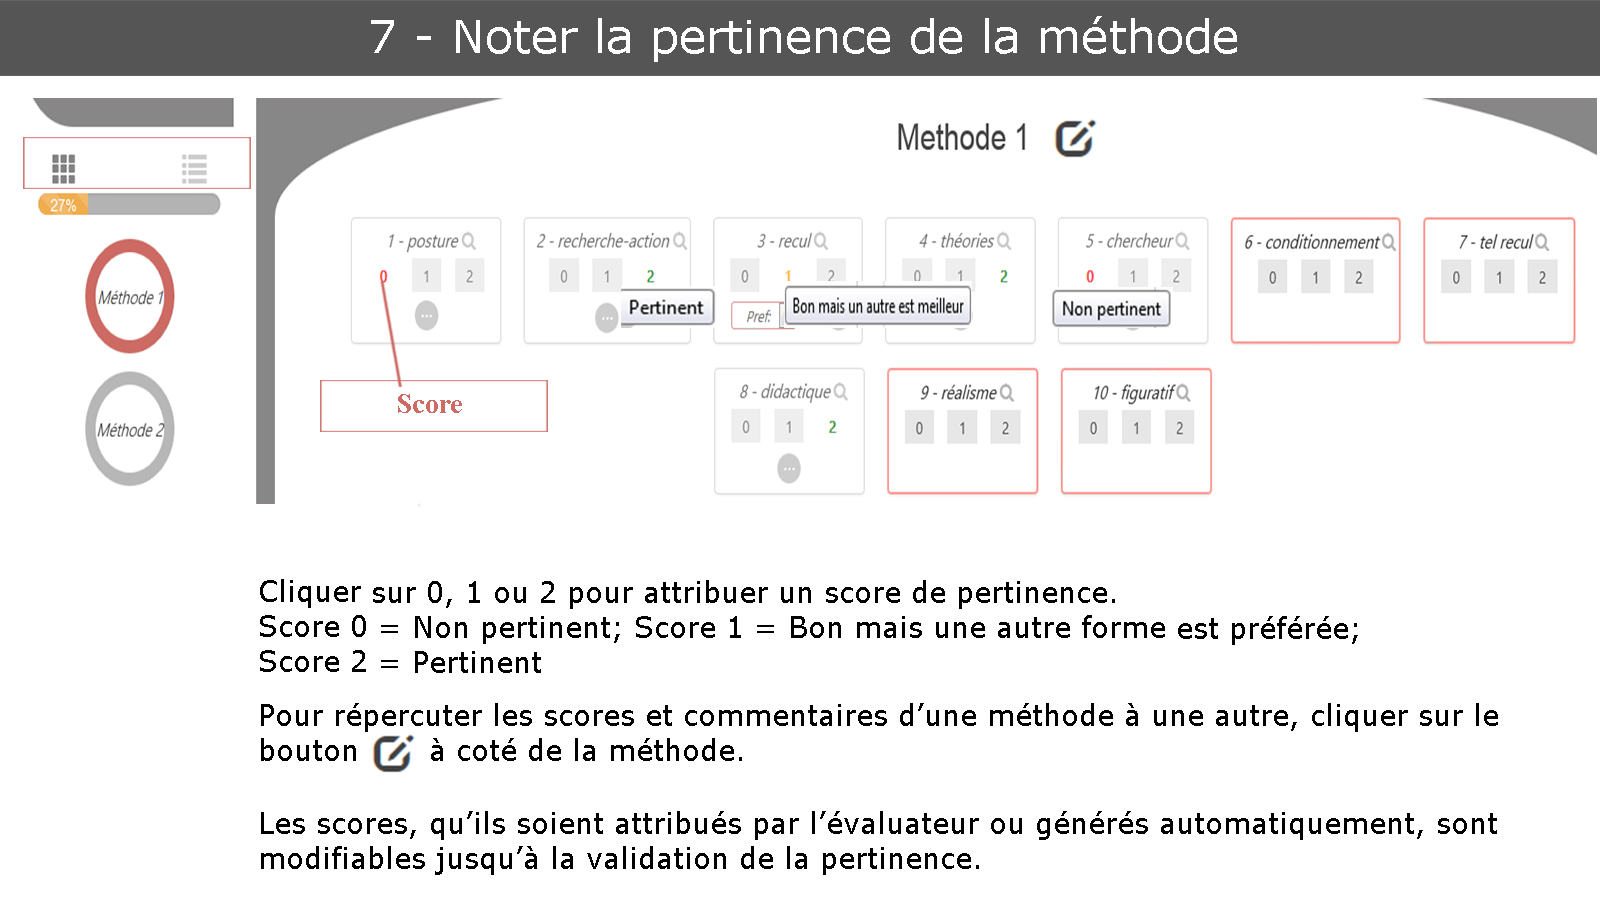 7 - Noter la pertinence de la méthode
Methode 1
27%
Méthode 1
Méthode 2
1 - posture
0 1 2
...
2 - recherche-action
0 1 2
...
Pertinent
3 - recul
0 1 2
Pref:
Bon mais un autre est meilleur
4 - théories
0 1 2
5 - chercheur
0 1 2
Non pertinent
6 - conditionnement
0 1 2
7 - tel recul
0 1 2
Score
8 - didactique
0 1 2
...
9 - réalisme
0 1 2
10 - figuratif
0 1 2
Cliquer sur 0, 1 ou 2 pour attribuer un score de pertinence.
Score 0 = Non pertinent; Score 1 = Bon mais une autre forme est préférée;
Score 2 = Pertinent
Pour répercuter les scores et commentaires d’une méthode à une autre, cliquer sur le
bouton à coté de la méthode.
Les scores, qu’ils soient attribués par l’évaluateur ou générés automatiquement, sont
modifiables jusqu’à la validation de la pertinence.